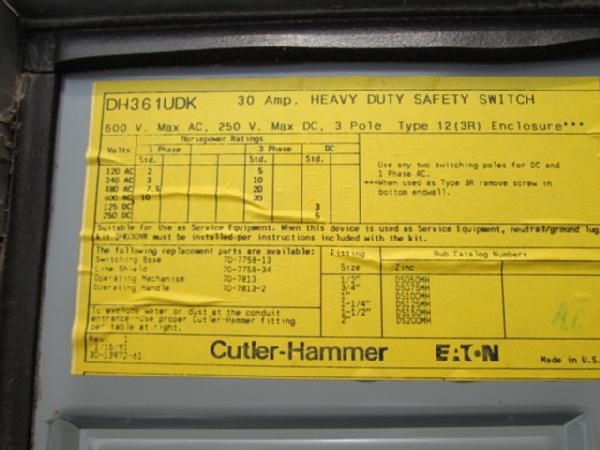 DH361UDK 30 Amp. HEAVY DUTY SAFETY SWITCH
600 V. Max AC, 250 V. Max DC, 3 Pole Type 12(3R) Enclosure***
Horsepower Ratings
Volts 1 Phase 3 Phase DC
Std. Std. Std.
120 AC 2
240 AC 3
480 AC 7.5 20
600 AC 10
125 DC 3
250 DC 5
Use any two switching poles for DC and
1 Phase AC.
***When used as Type 3R remove screw in
bottom endwall.
Suitable for Use as Service Equipment. When this device is used as Service Equipment, neutral/ground lug
kit must be installed per instructions included with the kit.
The following replacement parts are available:
Switching Base 70-7758-13
Line Shield 70-7758-34
Operating Mechanism 70-7813
Operating Handle 70-7813-2
To exclude water or dust at the conduit
entrance--Use proper Cutler-Hammer fitting
per table at right.
Fitting Hub Catalog Number
Size Zinc
1/2" DS050MH
3/4" DS075MH
1" DS100MH
1-1/4" DS125MH
1-1/2" DS150MH
2" DS200MH
A.C.
Rev.
30-13972-61
Cutler-Hammer EATON Made in U.S.